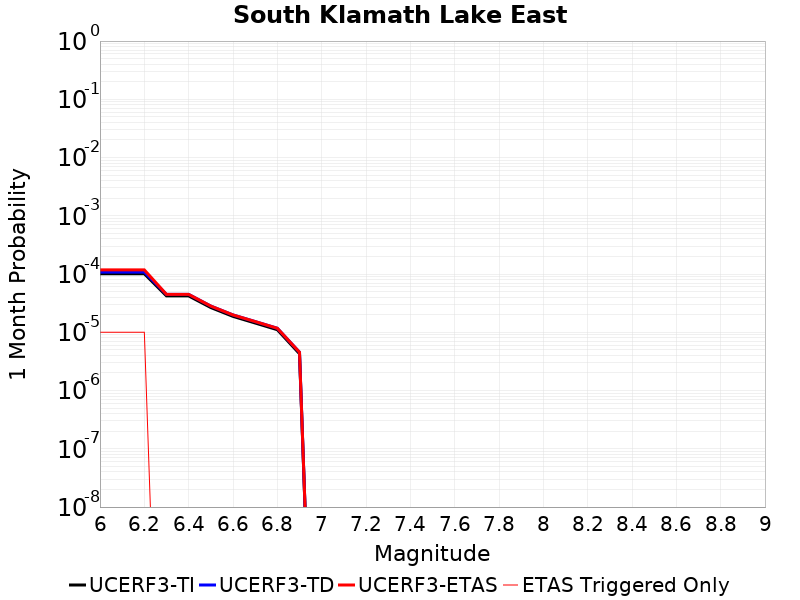 South Klamath Lake East
1 Month Probability
10^0
10^-1
10^-2
10^-3
10^-4
10^-5
10^-6
10^-7
10^-8
6 6.2 6.4 6.6 6.8 7 7.2 7.4 7.6 7.8 8 8.2 8.4 8.6 8.8 9
Magnitude
UCERF3-TI UCERF3-TD UCERF3-ETAS ETAS Triggered Only